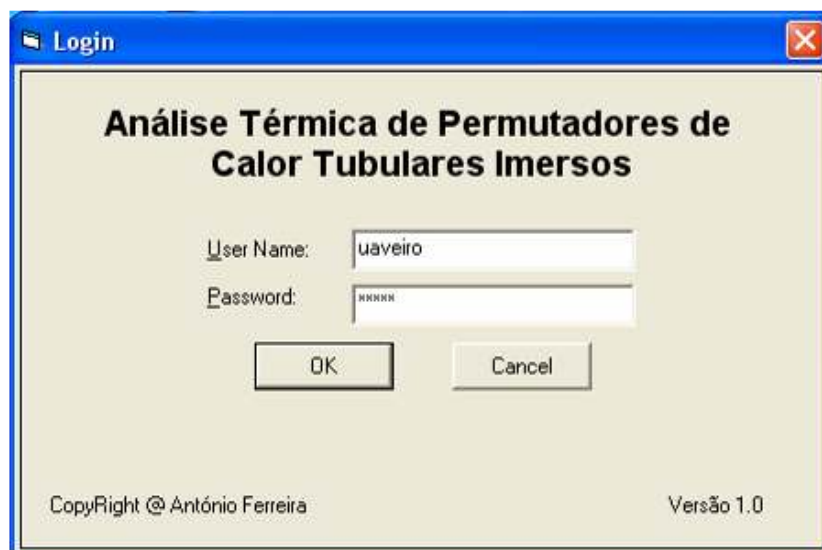 Login
Análise Térmica de Permutadores de
Calor Tubulares Imersos
User Name: uaveiro
Password: *****
OK Cancel
CopyRight @ António Ferreira Versão 1.0